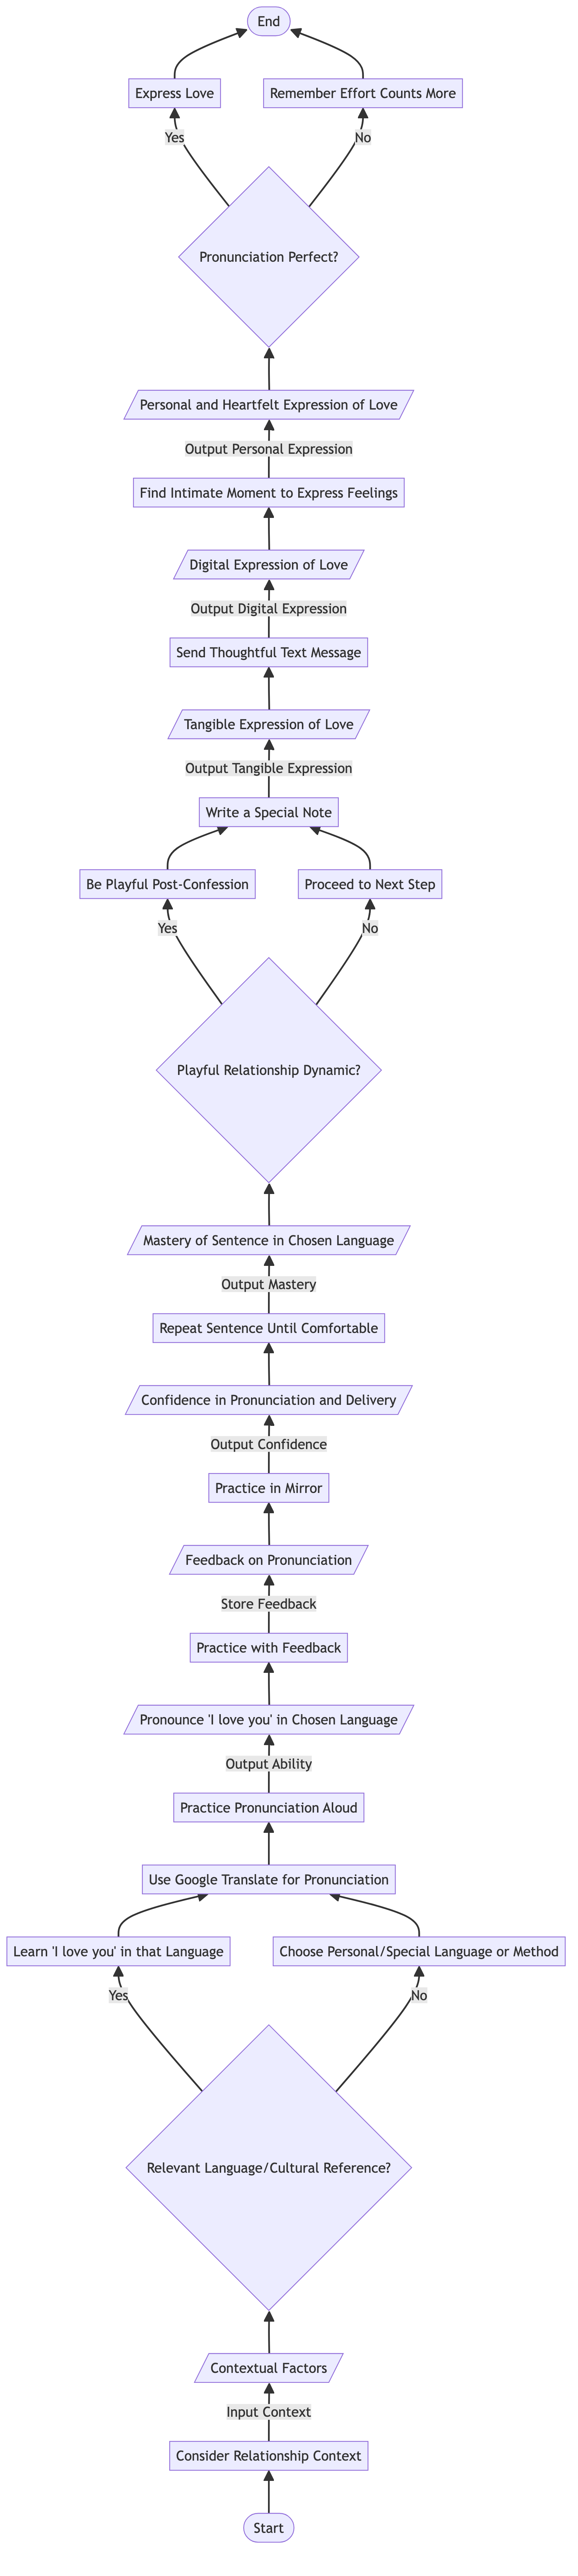 End
Express Love
Remember Effort Counts More
Yes
No
Pronunciation Perfect?
Personal and Heartfelt Expression of Love
Output Personal Expression
Find Intimate Moment to Express Feelings
Digital Expression of Love
Output Digital Expression
Send Thoughtful Text Message
Tangible Expression of Love
Output Tangible Expression
Write a Special Note
Be Playful Post-Confession
Proceed to Next Step
Yes
No
Playful Relationship Dynamic?
Mastery of Sentence in Chosen Language
Output Mastery
Repeat Sentence Until Comfortable
Confidence in Pronunciation and Delivery
Output Confidence
Practice in Mirror
Feedback on Pronunciation
Store Feedback
Practice with Feedback
Pronounce 'I love you' in Chosen Language
Output Ability
Practice Pronunciation Aloud
Use Google Translate for Pronunciation
Learn 'I love you' in that Language
Choose Personal/Special Language or Method
Yes
No
Relevant Language/Cultural Reference?
Contextual Factors
Input Context
Consider Relationship Context
Start